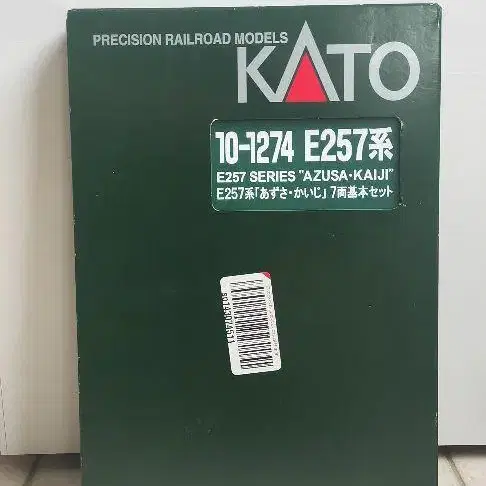 PRECISION RAILROAD MODELS
KATO
10-1274 E257系
E257 SERIES "AZUSA・KAIJI"
E257系「あずさ・かいじ」7両基本セット